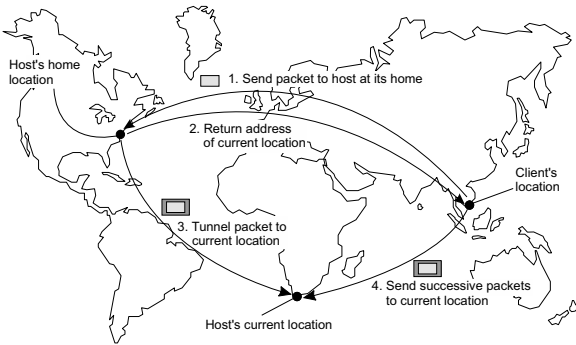 Host's home
location
1. Send packet to host at its home
2. Return address
of current location
Client's
location
3. Tunnel packet to
current location
4. Send successive packets
to current location
Host's current location